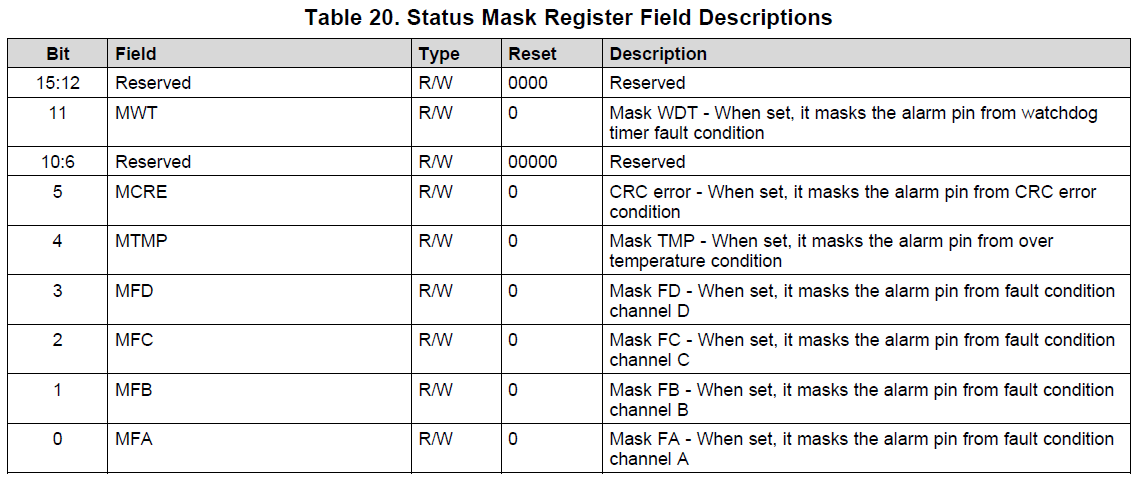 Table 20. Status Mask Register Field Descriptions
Bit Field Type Reset Description
15:12 Reserved R/W 0000 Reserved
11 MWT R/W 0 Mask WDT - When set, it masks the alarm pin from watchdog
timer fault condition
10:6 Reserved R/W 00000 Reserved
5 MCRE R/W 0 CRC error - When set, it masks the alarm pin from CRC error
condition
4 MTMP R/W 0 Mask TMP - When set, it masks the alarm pin from over
temperature condition
3 MFD R/W 0 Mask FD - When set, it masks the alarm pin from fault condition
channel D
2 MFC R/W 0 Mask FC - When set, it masks the alarm pin from fault condition
channel C
1 MFB R/W 0 Mask FB - When set, it masks the alarm pin from fault condition
channel B
0 MFA R/W 0 Mask FA - When set, it masks the alarm pin from fault condition
channel A